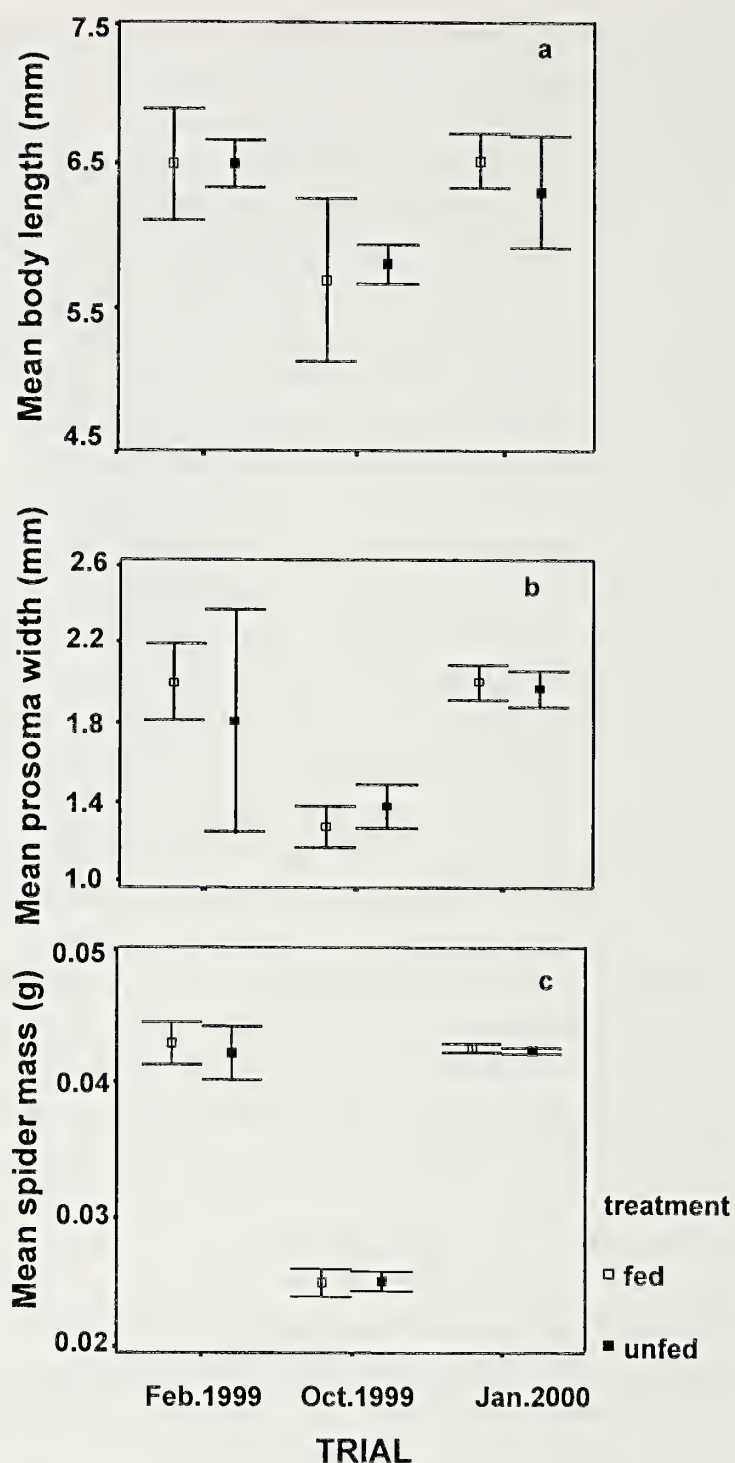 Mean body length (mm)
7.5
6.5
5.5
4.5
a
Mean prosoma width (mm)
2.6
2.2
1.8
1.4
1.0
b
Mean spider mass (g)
0.05
0.04
0.03
0.02
c
treatment
fed
unfed
Feb.1999 Oct.1999 Jan.2000
TRIAL